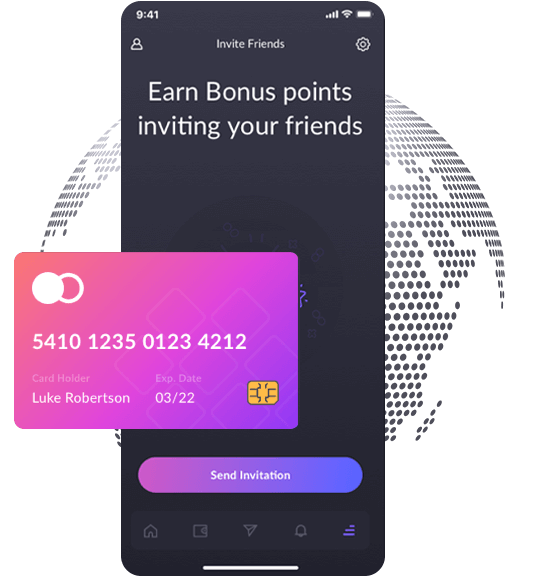 9:41
Invite Friends
Earn Bonus points
inviting your friends
5410 1235 0123 4212
Card Holder Exp. Date
Luke Robertson 03/22
Send Invitation